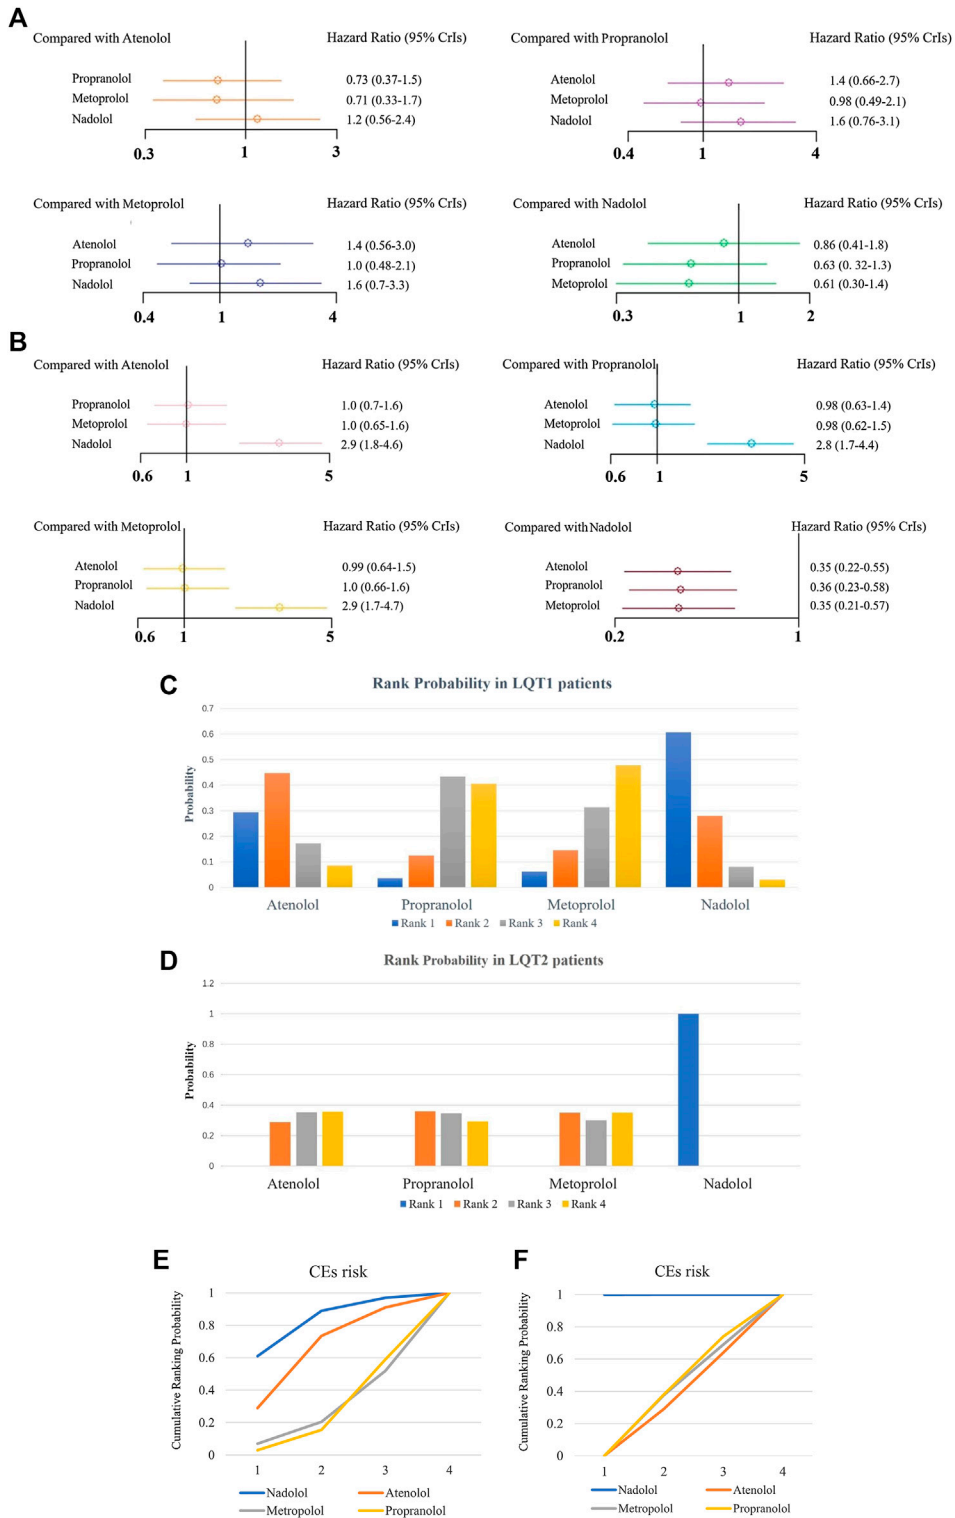 A
Compared with Atenolol
Hazard Ratio (95% CrIs)
Propranolol
0.73 (0.37-1.5)
Metoprolol
0.71 (0.33-1.7)
Nadolol
1.2 (0.56-2.4)
0.3
1
3
Compared with Propranolol
Hazard Ratio (95% CrIs)
Atenolol
1.4 (0.66-2.7)
Metoprolol
0.98 (0.49-2.1)
Nadolol
1.6 (0.76-3.1)
0.4
1
4
Compared with Metoprolol
Hazard Ratio (95% CrIs)
Atenolol
1.4 (0.56-3.0)
Propranolol
1.0 (0.48-2.1)
Nadolol
1.6 (0.7-3.3)
0.4
1
4
Compared with Nadolol
Hazard Ratio (95% CrIs)
Atenolol
0.86 (0.41-1.8)
Propranolol
0.63 (0. 32-1.3)
Metoprolol
0.61 (0.30-1.4)
0.3
1
2
B
Compared with Atenolol
Hazard Ratio (95% CrIs)
Propranolol
1.0 (0.7-1.6)
Metoprolol
1.0 (0.65-1.6)
Nadolol
2.9 (1.8-4.6)
0.6
1
5
Compared with Propranolol
Hazard Ratio (95% CrIs)
Atenolol
0.98 (0.63-1.4)
Metoprolol
0.98 (0.62-1.5)
Nadolol
2.8 (1.7-4.4)
0.6
1
5
Compared with Metoprolol
Hazard Ratio (95% CrIs)
Atenolol
0.99 (0.64-1.5)
Propranolol
1.0 (0.66-1.6)
Nadolol
2.9 (1.7-4.7)
0.6
1
5
Compared with Nadolol
Hazard Ratio (95% CrIs)
Atenolol
0.35 (0.22-0.55)
Propranolol
0.36 (0.23-0.58)
Metoprolol
0.35 (0.21-0.57)
0.2
1
C
Rank Probability in LQT1 patients
Probability
0.7
0.6
0.5
0.4
0.3
0.2
0.1
0
Atenolol
Propranolol
Metoprolol
Nadolol
Rank 1
Rank 2
Rank 3
Rank 4
D
Rank Probability in LQT2 patients
Probability
1.2
1
0.8
0.6
0.4
0.2
0
Atenolol
Propranolol
Metoprolol
Nadolol
Rank 1
Rank 2
Rank 3
Rank 4
E
CEs risk
Cumulative Ranking Probability
1
0.8
0.6
0.4
0.2
0
1
2
3
4
Nadolol
Atenolol
Metropolol
Propranolol
F
CEs risk
Cumulative Ranking Probability
1
0.8
0.6
0.4
0.2
0
1
2
3
4
Nadolol
Atenolol
Metropolol
Propranolol